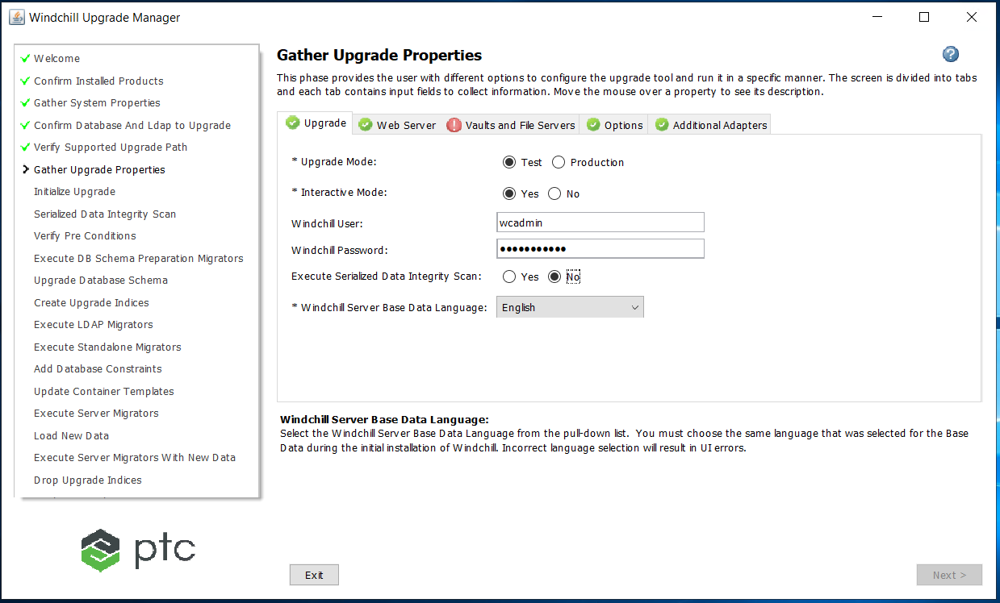 Windchill Upgrade Manager
Welcome
Confirm Installed Products
Gather System Properties
Confirm Database And Ldap to Upgrade
Verify Supported Upgrade Path
Gather Upgrade Properties
Initialize Upgrade
Serialized Data Integrity Scan
Verify Pre Conditions
Execute DB Schema Preparation Migrators
Upgrade Database Schema
Create Upgrade Indices
Execute LDAP Migrators
Execute Standalone Migrators
Add Database Constraints
Update Container Templates
Execute Server Migrators
Load New Data
Execute Server Migrators With New Data
Drop Upgrade Indices
ptc
Gather Upgrade Properties
This phase provides the user with different options to configure the upgrade tool and run it in a specific manner. The screen is divided into tabs
and each tab contains input fields to collect information. Move the mouse over a property to see its description.
Upgrade Web Server Vaults and File Servers Options Additional Adapters
* Upgrade Mode: Test Production
* Interactive Mode: Yes No
Windchill User: wcadmin
Windchill Password: ●●●●●●●●●●●
Execute Serialized Data Integrity Scan: Yes No
* Windchill Server Base Data Language: English
Windchill Server Base Data Language:
Select the Windchill Server Base Data Language from the pull-down list. You must choose the same language that was selected for the Base
Data during the initial installation of Windchill. Incorrect language selection will result in UI errors.
Exit
Next >